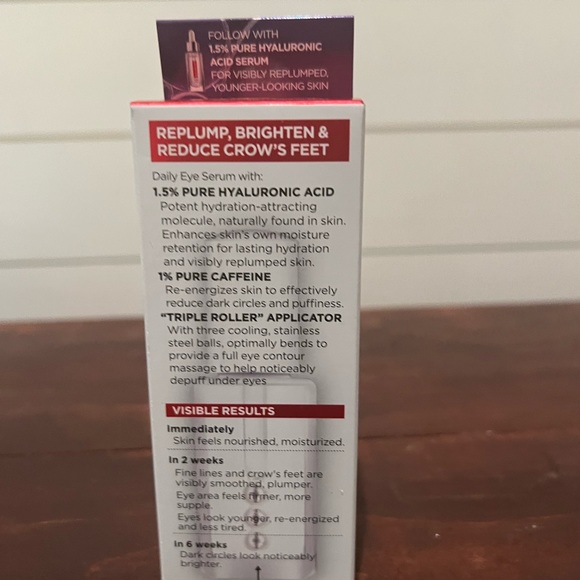 FOLLOW WITH
1.5% PURE HYALURONIC
ACID SERUM
FOR VISIBLY REPLUMPED,
YOUNGER-LOOKING SKIN
REPLUMP, BRIGHTEN &
REDUCE CROW'S FEET
Daily Eye Serum with:
1.5% PURE HYALURONIC ACID
Potent hydration-attracting
molecule, naturally found in skin.
Enhances skin's own moisture
retention for lasting hydration
and visibly replumped skin.
1% PURE CAFFEINE
Re-energizes skin to effectively
reduce dark circles and puffiness.
"TRIPLE ROLLER" APPLICATOR
With three cooling, stainless
steel balls, optimally bends to
provide a full eye contour
massage to help noticeably
depuff under eyes
VISIBLE RESULTS
Immediately
Skin feels nourished, moisturized.
In 2 weeks
Fine lines and crow's feet are
visibly smoothed, plumper.
Eye area feels firmer, more
supple.
Eyes look younger, re-energized
and less tired.
In 6 weeks
Dark circles look noticeably
brighter.